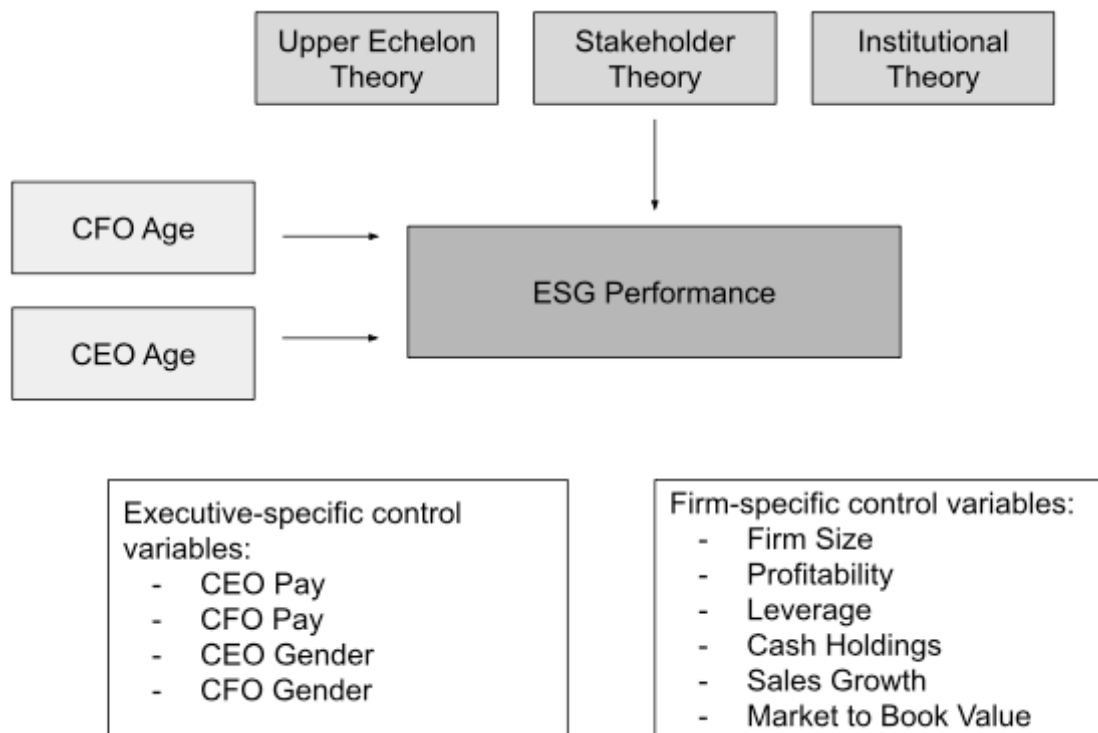 Upper Echelon
Theory
Stakeholder
Theory
Institutional
Theory
CFO Age
ESG Performance
CEO Age
Executive-specific control
variables:
- CEO Pay
- CFO Pay
- CEO Gender
- CFO Gender
Firm-specific control variables:
- Firm Size
- Profitability
- Leverage
- Cash Holdings
- Sales Growth
- Market to Book Value